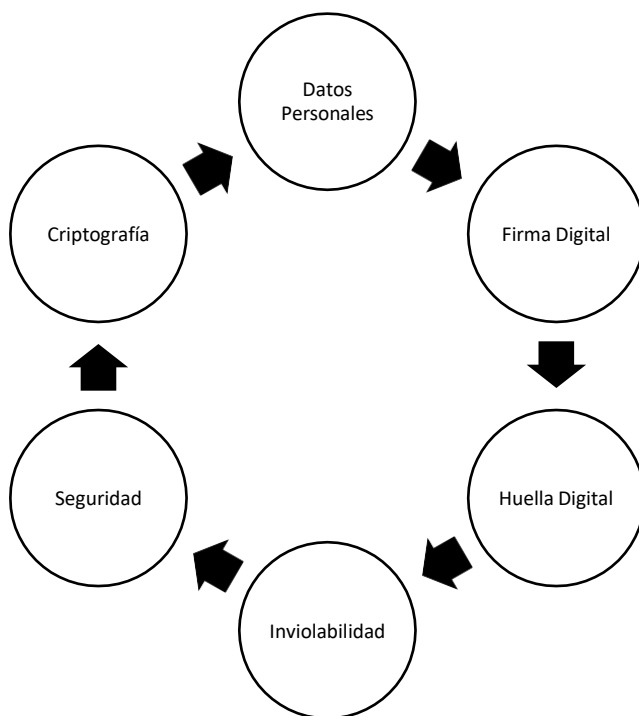 Datos
Personales
Firma Digital
Huella Digital
Inviolabilidad
Seguridad
Criptografía